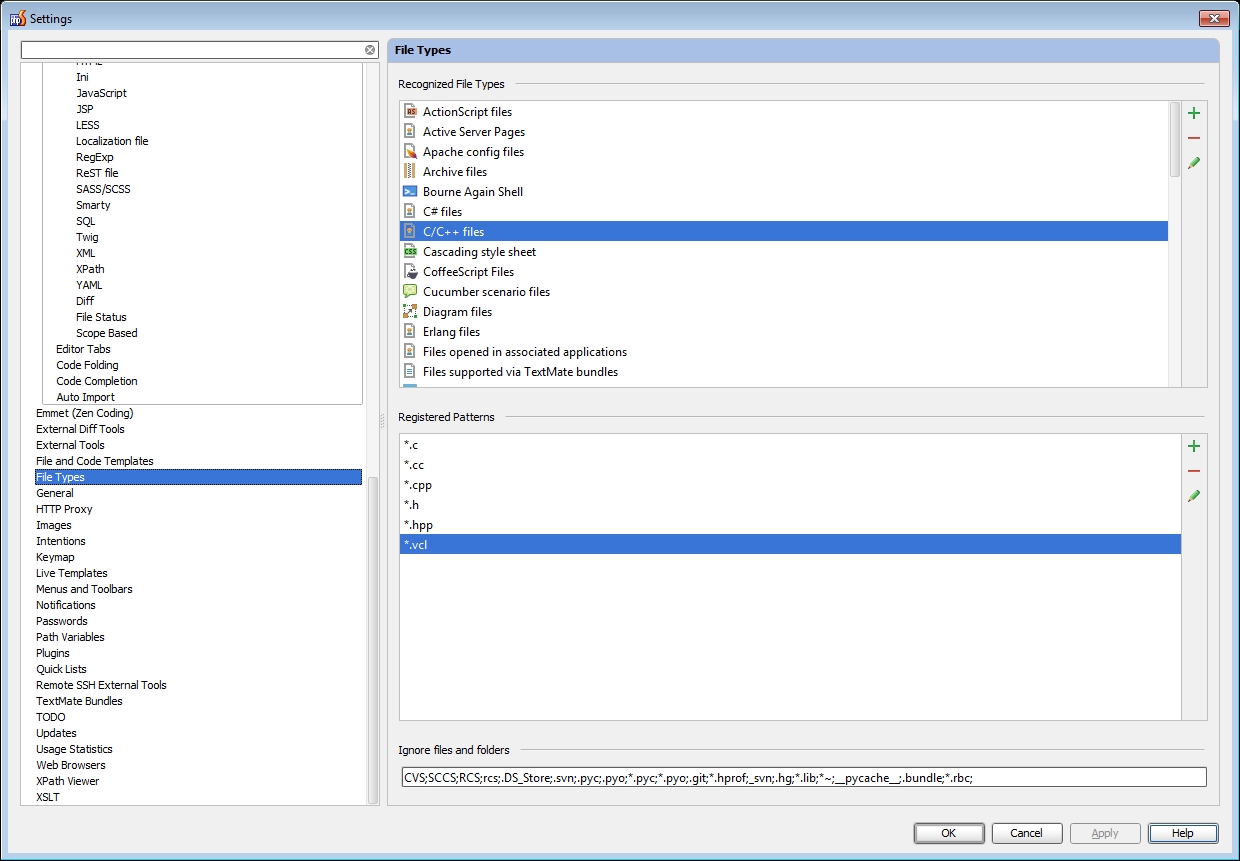 Settings
Ini
JavaScript
JSP
LESS
Localization file
RegExp
ReST file
SASS/SCSS
Smarty
SQL
Twig
XML
XPath
YAML
Diff
File Status
Scope Based
Editor Tabs
Code Folding
Code Completion
Auto Import
Emmet (Zen Coding)
External Diff Tools
External Tools
File and Code Templates
File Types
General
HTTP Proxy
Images
Intentions
Keymap
Live Templates
Menus and Toolbars
Notifications
Passwords
Path Variables
Plugins
Quick Lists
Remote SSH External Tools
TextMate Bundles
TODO
Updates
Usage Statistics
Web Browsers
XPath Viewer
XSLT
File Types
Recognized File Types
ActionScript files
Active Server Pages
Apache config files
Archive files
Bourne Again Shell
C# files
C/C++ files
Cascading style sheet
CoffeeScript Files
Cucumber scenario files
Diagram files
Erlang files
Files opened in associated applications
Files supported via TextMate bundles
Registered Patterns
*.c
*.cc
*.cpp
*.h
*.hpp
*.vcl
Ignore files and folders
CVS;SCCS;RCS;rcs;.DS_Store;.svn;.pyc;.pyo;*.pyc;*.pyo;.git;*.hprof;_svn;.hg;*.lib;*~;__pycache__;.bundle;*.rbc;
OK
Cancel
Apply
Help